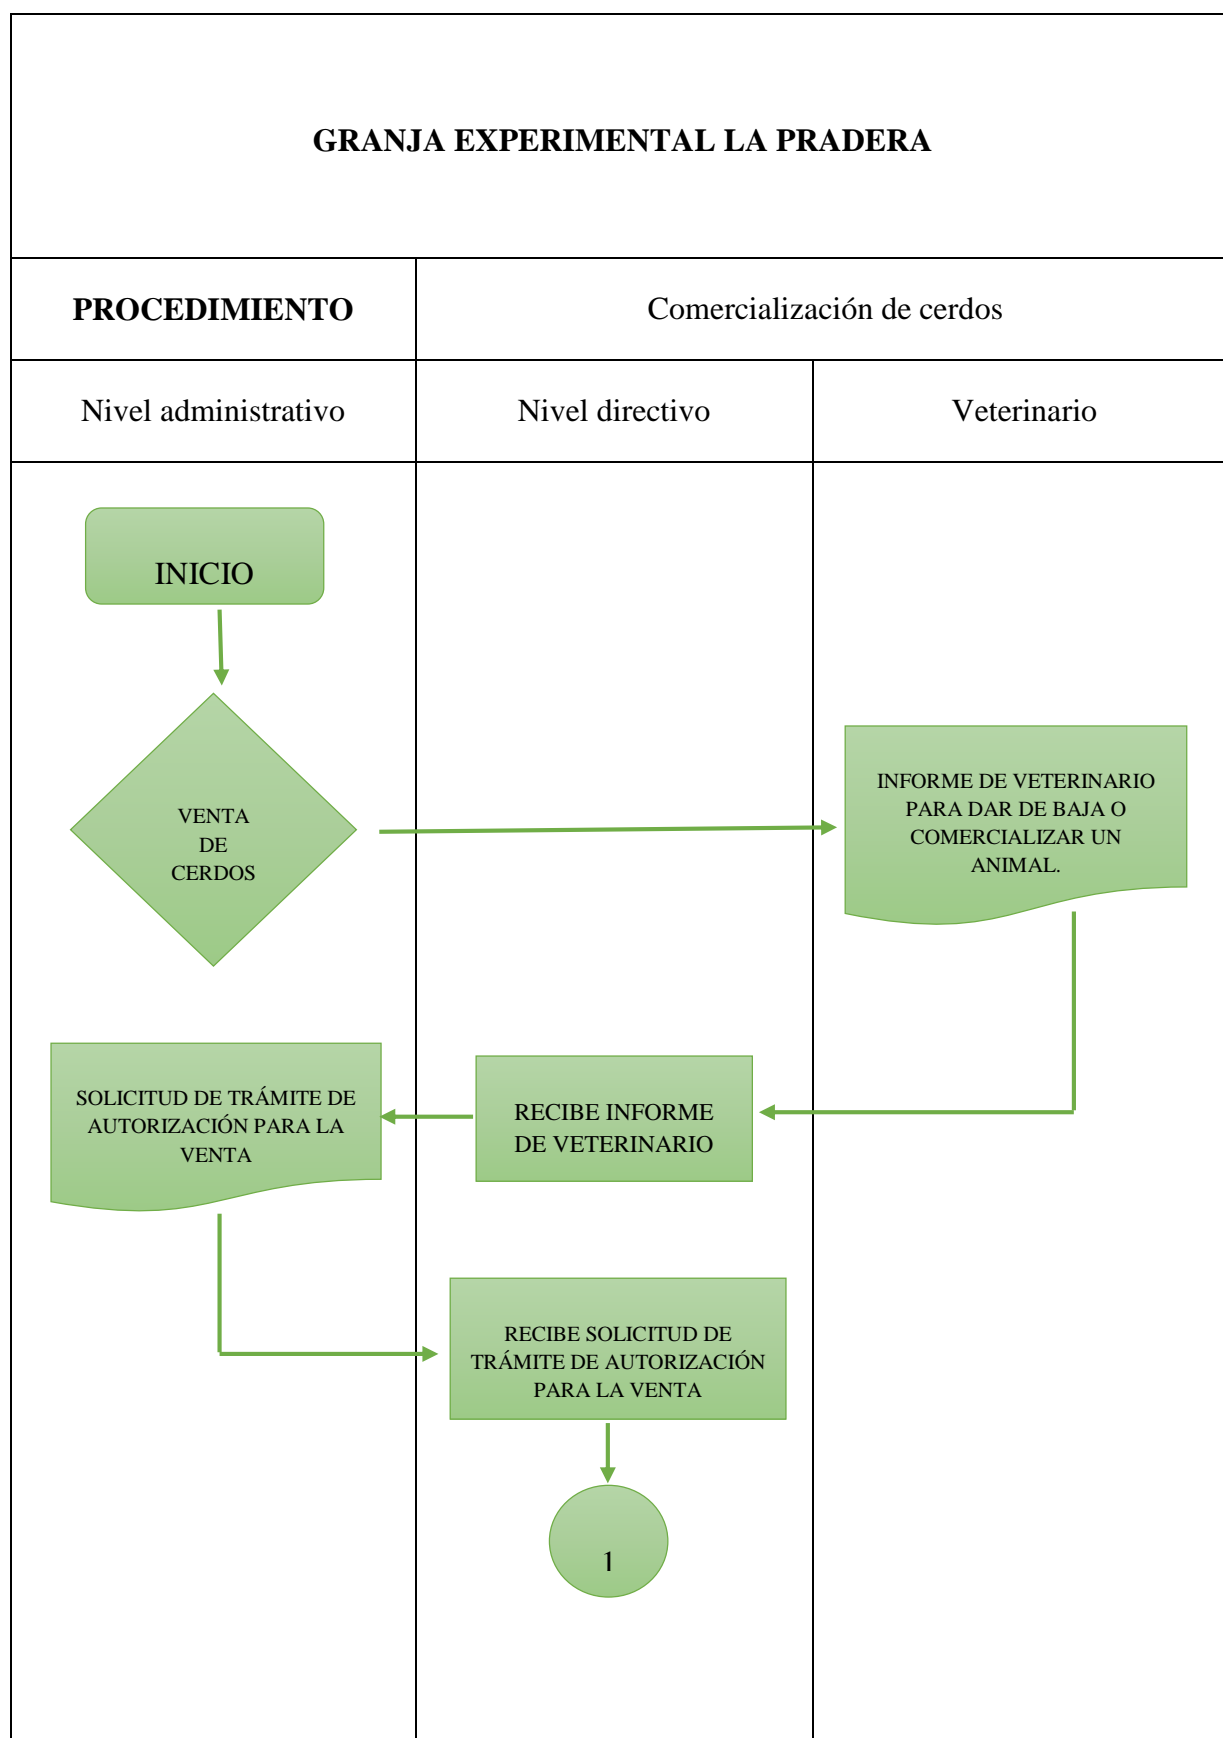 GRANJA EXPERIMENTAL LA PRADERA
PROCEDIMIENTO
Comercialización de cerdos
Nivel administrativo
Nivel directivo
Veterinario
INICIO
VENTA
DE
CERDOS
INFORME DE VETERINARIO
PARA DAR DE BAJA O
COMERCIALIZAR UN
ANIMAL.
SOLICITUD DE TRÁMITE DE
AUTORIZACIÓN PARA LA
VENTA
RECIBE INFORME
DE VETERINARIO
RECIBE SOLICITUD DE
TRÁMITE DE AUTORIZACIÓN
PARA LA VENTA
1